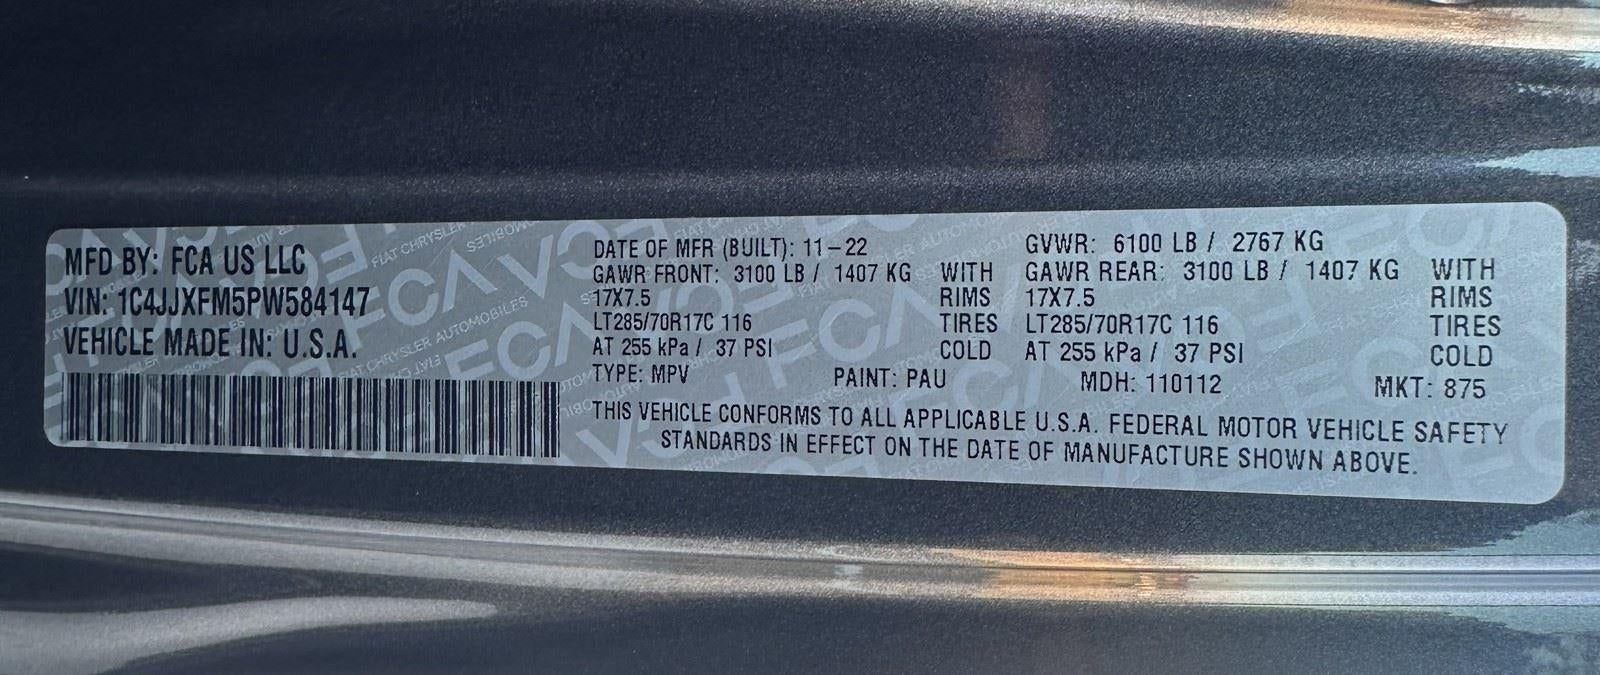 MFD BY: FCA US LLC
VIN: 1C4JJXFM5PW584147
VEHICLE MADE IN: U.S.A.
DATE OF MFR (BUILT): 11-22
GAWR FRONT: 3100 LB / 1407 KG WITH
17X7.5 RIMS
LT285/70R17C 116 TIRES
AT 255 kPa / 37 PSI COLD
GVWR: 6100 LB / 2767 KG
GAWR REAR: 3100 LB / 1407 KG WITH
17X7.5 RIMS
LT285/70R17C 116 TIRES
AT 255 kPa / 37 PSI COLD
TYPE: MPV PAINT: PAU MDH: 110112 MKT: 875
THIS VEHICLE CONFORMS TO ALL APPLICABLE U.S.A. FEDERAL MOTOR VEHICLE SAFETY
STANDARDS IN EFFECT ON THE DATE OF MANUFACTURE SHOWN ABOVE.